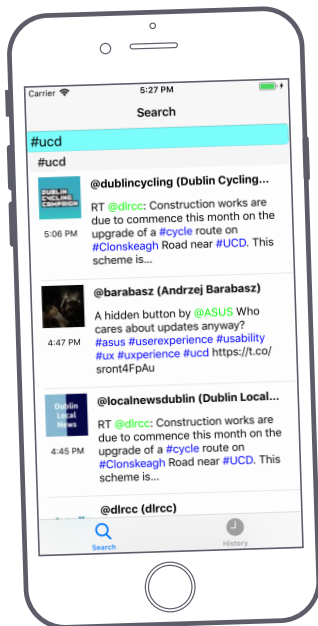 Carrier 5:27 PM
Search
#ucd
#ucd
DUBLIN
CYCLING
CAMPAIGN
@dublincycling (Dublin Cycling...
5:06 PM
RT @dlrcc: Construction works are
due to commence this month on the
upgrade of a #cycle route on
#Clonskeagh Road near #UCD. This
scheme is...
@barabasz (Andrzej Barabasz)
4:47 PM
A hidden button by @ASUS Who
cares about updates anyway?
#asus #userexperience #usability
#ux #uxperience #ucd https://t.co/
sront4FpAu
Dublin
Local
News
@localnewsdublin (Dublin Local...
4:45 PM
RT @dlrcc: Construction works are
due to commence this month on the
upgrade of a #cycle route on
#Clonskeagh Road near #UCD. This
scheme is...
@dlrcc (dlrcc)
Search
History